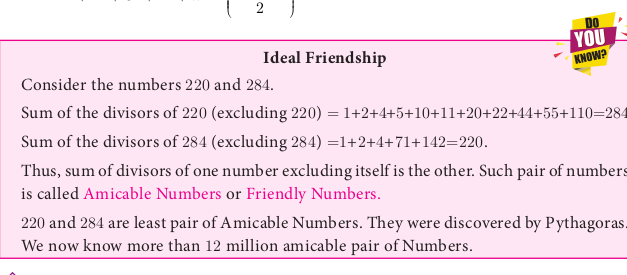 2
DO
YOU
KNOW?
Ideal Friendship
Consider the numbers 220 and 284.
Sum of the divisors of 220 (excluding 220) = 1+2+4+5+10+11+20+22+44+55+110=284
Sum of the divisors of 284 (excluding 284) =1+2+4+71+142=220.
Thus, sum of divisors of one number excluding itself is the other. Such pair of numbers
is called Amicable Numbers or Friendly Numbers.
220 and 284 are least pair of Amicable Numbers. They were discovered by Pythagoras.
We now know more than 12 million amicable pair of Numbers.